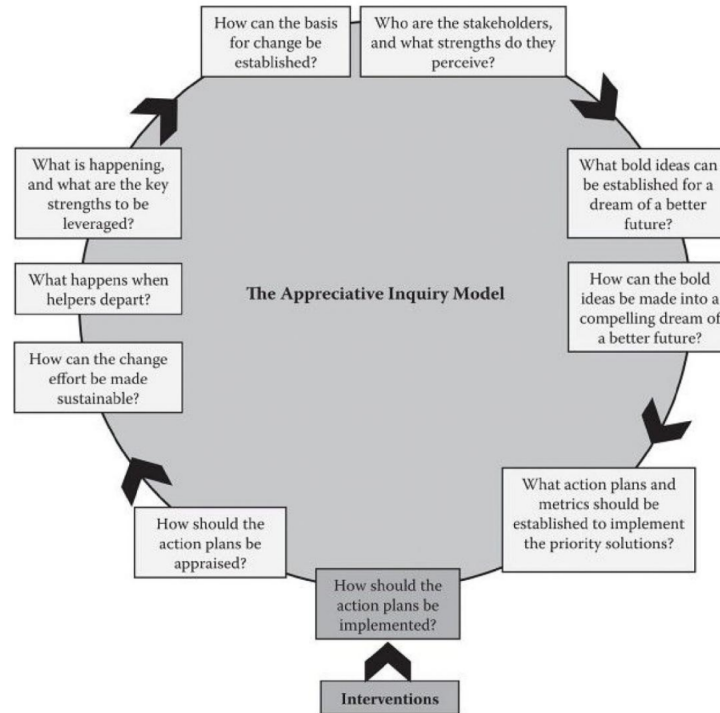 How can the basis
for change be
established?
Who are the stakeholders,
and what strengths do they
perceive?
What is happening,
and what are the key
strengths to be
leveraged?
What bold ideas can
be established for a
dream of a better
future?
What happens when
helpers depart?
The Appreciative Inquiry Model
How can the bold
ideas be made into a
compelling dream of
a better future?
How can the change
effort be made
sustainable?
What action plans and
metrics should be
established to implement
the priority solutions?
How should the
action plans be
appraised?
How should the
action plans be
implemented?
Interventions